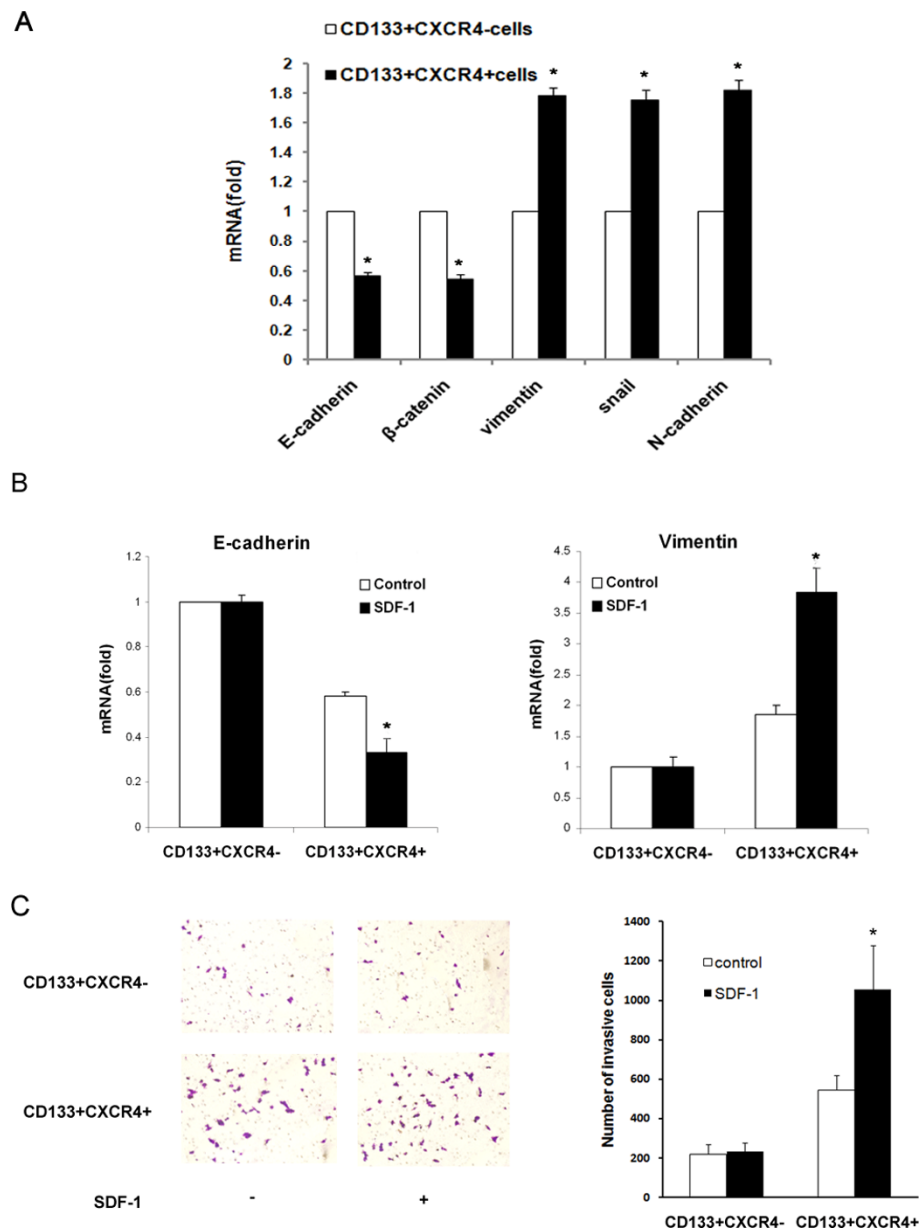 A
CD133+CXCR4-cells
CD133+CXCR4+cells
mRNA(fold)
2
1.8
1.6
1.4
1.2
1
0.8
0.6
0.4
0.2
0
*
*
*
*
*
E-cadherin
β-catenin
vimentin
snail
N-cadherin
B
E-cadherin
Control
SDF-1
mRNA(fold)
1.2
1
0.8
0.6
0.4
0.2
0
*
CD133+CXCR4-
CD133+CXCR4+
Vimentin
Control
SDF-1
mRNA(fold)
4.5
4
3.5
3
2.5
2
1.5
1
0.5
0
*
CD133+CXCR4-
CD133+CXCR4+
C
CD133+CXCR4-
CD133+CXCR4+
SDF-1
-
+
control
SDF-1
Number of invasive cells
1400
1200
1000
800
600
400
200
0
*
CD133+CXCR4-
CD133+CXCR4+